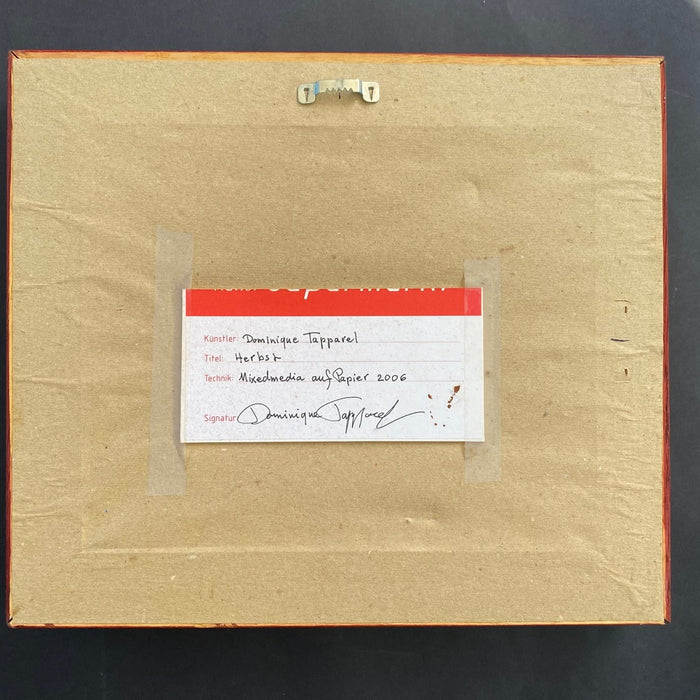 Künstler: Dominique Tapparel
Titel: Herbst
Technik: Mixedmedia auf Papier 2006
Signatur: Dominique Tapparel